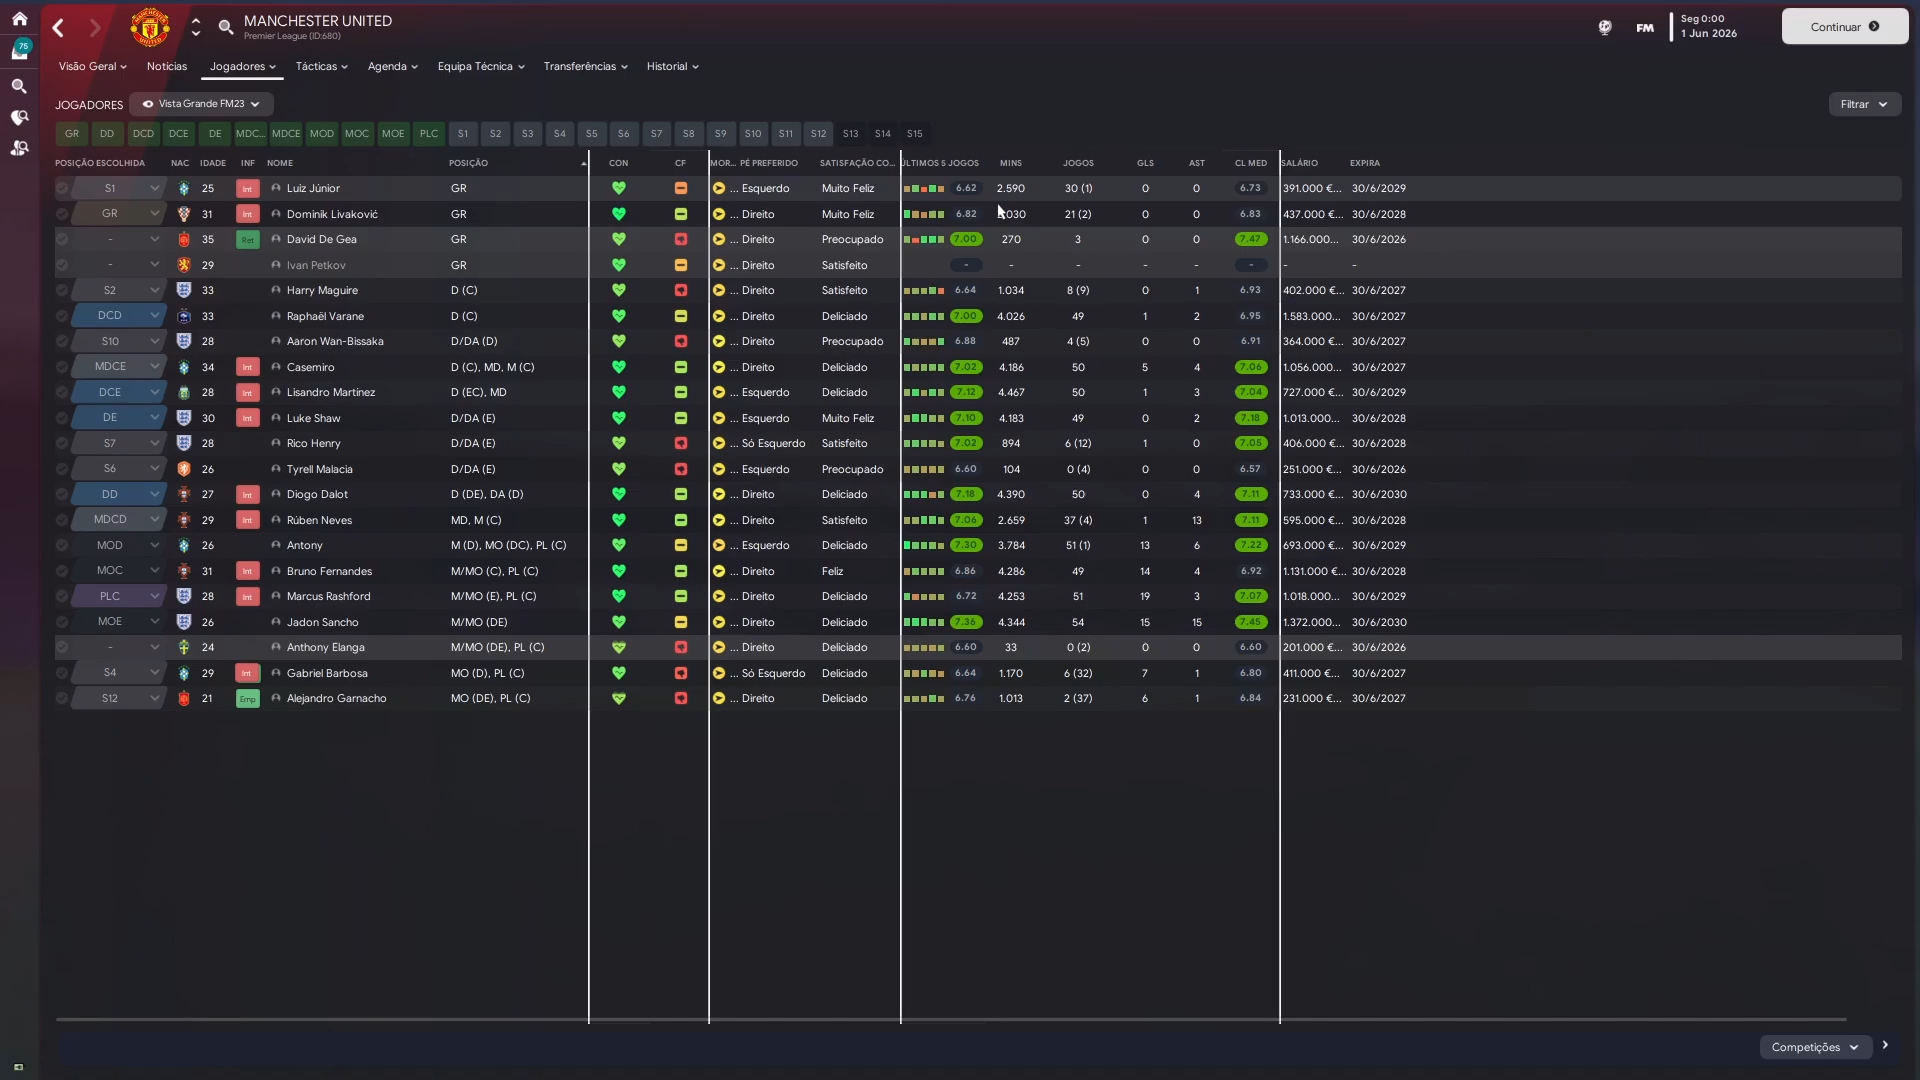 75
MANCHESTER UNITED
Premier League (ID:680)
FM
Seg 0:00
1 Jun 2026
Continuar
Visão Geral Notícias Jogadores Tácticas Agenda Equipa Técnica Transferências Historial
JOGADORES Vista Grande FM23 Filtrar
GR DD DCD DCE DE MDC... MDCE MOD MOC MOE PLC S1 S2 S3 S4 S5 S6 S7 S8 S9 S10 S11 S12 S13 S14 S15
POSIÇÃO ESCOLHIDA NAC IDADE INF NOME POSIÇÃO CON CF MOR... PÉ PREFERIDO SATISFAÇÃO CO... ÚLTIMOS 5 JOGOS MINS JOGOS GLS AST CL MED SALÁRIO EXPIRA
S1 25 Int Luiz Júnior GR ... Esquerdo Muito Feliz 6.62 2.590 30 (1) 0 0 6.73 391.000 €... 30/6/2029
GR 31 Int Dominik Livaković GR ... Direito Muito Feliz 6.82 030 21 (2) 0 0 6.83 437.000 €... 30/6/2028
- 35 Ret David De Gea GR ... Direito Preocupado 7.00 270 3 0 0 7.47 1.166.000... 30/6/2026
- 29 Ivan Petkov GR ... Direito Satisfeito - - - - - - - -
S2 33 Harry Maguire D (C) ... Direito Satisfeito 6.64 1.034 8 (9) 0 1 6.93 402.000 €... 30/6/2027
DCD 33 Raphaël Varane D (C) ... Direito Deliciado 7.00 4.026 49 1 2 6.95 1.583.000... 30/6/2027
S10 28 Aaron Wan-Bissaka D/DA (D) ... Direito Preocupado 6.88 487 4 (5) 0 0 6.91 364.000 €... 30/6/2027
MDCE 34 Int Casemiro D (C), MD, M (C) ... Direito Deliciado 7.02 4.186 50 5 4 7.06 1.056.000... 30/6/2027
DCE 28 Int Lisandro Martínez D (EC), MD ... Esquerdo Deliciado 7.12 4.467 50 1 3 7.04 727.000 €... 30/6/2029
DE 30 Int Luke Shaw D/DA (E) ... Esquerdo Muito Feliz 7.10 4.183 49 0 2 7.18 1.013.000... 30/6/2028
S7 28 Rico Henry D/DA (E) ... Só Esquerdo Satisfeito 7.02 894 6 (12) 1 0 7.05 406.000 €... 30/6/2028
S6 26 Tyrell Malacia D/DA (E) ... Esquerdo Preocupado 6.60 104 0 (4) 0 0 6.57 251.000 €... 30/6/2026
DD 27 Int Diogo Dalot D (DE), DA (D) ... Direito Deliciado 7.18 4.390 50 0 4 7.11 733.000 €... 30/6/2030
MDCD 29 Int Rúben Neves MD, M (C) ... Direito Satisfeito 7.06 2.659 37 (4) 1 13 7.11 595.000 €... 30/6/2028
MOD 26 Antony M (D), MO (DC), PL (C) ... Esquerdo Deliciado 7.30 3.784 51 (1) 13 6 7.22 693.000 €... 30/6/2029
MOC 31 Int Bruno Fernandes M/MO (C), PL (C) ... Direito Feliz 6.86 4.286 49 14 4 6.92 1.131.000 €... 30/6/2028
PLC 28 Int Marcus Rashford M/MO (E), PL (C) ... Direito Deliciado 6.72 4.253 51 19 3 7.07 1.018.000... 30/6/2029
MOE 26 Jadon Sancho M/MO (DE) ... Direito Deliciado 7.36 4.344 54 15 15 7.45 1.372.000... 30/6/2030
- 24 Anthony Elanga M/MO (DE), PL (C) ... Direito Deliciado 6.60 33 0 (2) 0 0 6.60 201.000 €... 30/6/2026
S4 29 Int Gabriel Barbosa MO (D), PL (C) ... Só Esquerdo Deliciado 6.64 1.170 6 (32) 7 1 6.80 411.000 €... 30/6/2027
S12 21 Emp Alejandro Garnacho MO (DE), PL (C) ... Direito Deliciado 6.76 1.013 2 (37) 6 1 6.84 231.000 €... 30/6/2027
Competições